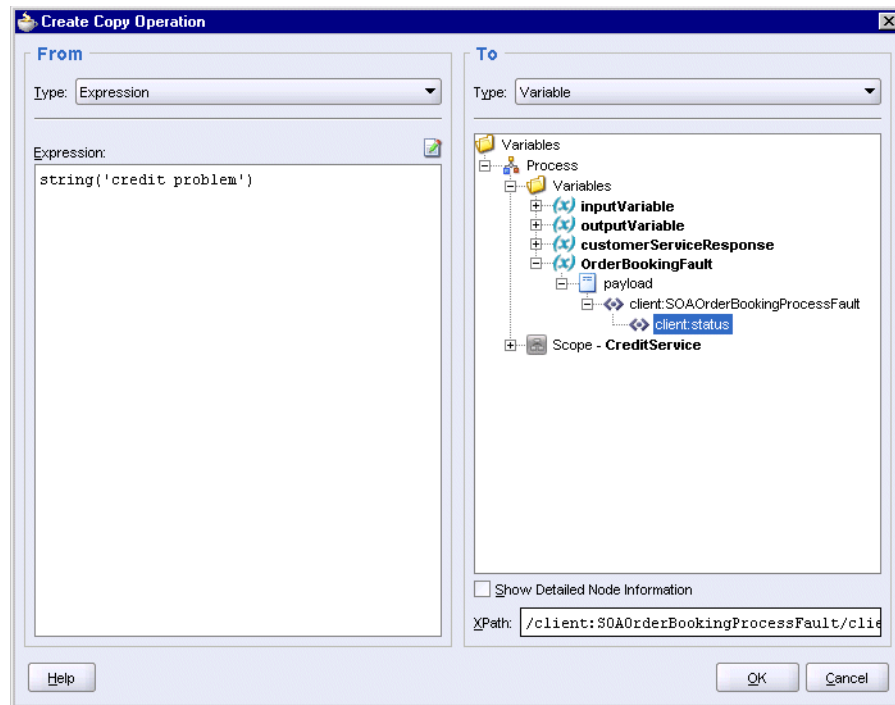 Create Copy Operation
From
Type: Expression
Expression:
string('credit problem')
To
Type: Variable
Variables
Process
Variables
(x) inputVariable
(x) outputVariable
(x) customerServiceResponse
(x) OrderBookingFault
payload
client:SOAOrderBookingProcessFault
client:status
Scope - CreditService
Show Detailed Node Information
XPath: /client:SOAOrderBookingProcessFault/clie
Help
OK
Cancel